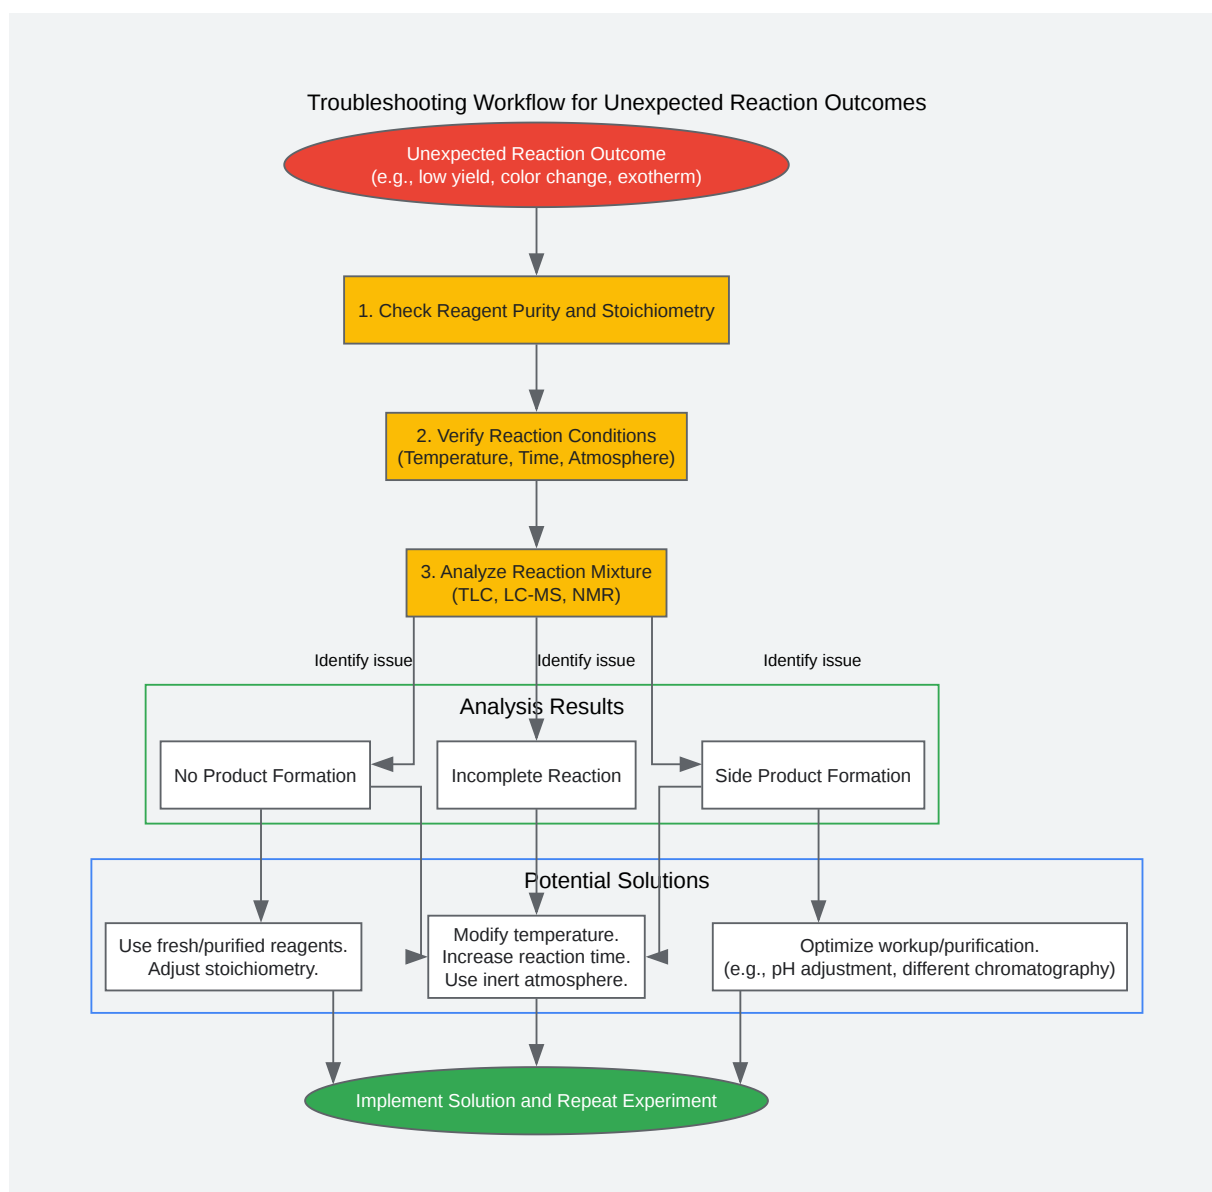 Troubleshooting Workflow for Unexpected Reaction Outcomes
Unexpected Reaction Outcome
(e.g., low yield, color change, exotherm)
1. Check Reagent Purity and Stoichiometry
2. Verify Reaction Conditions
(Temperature, Time, Atmosphere)
3. Analyze Reaction Mixture
(TLC, LC-MS, NMR)
Identify issue
Identify issue
Identify issue
Analysis Results
No Product Formation
Incomplete Reaction
Side Product Formation
Potential Solutions
Use fresh/purified reagents.
Adjust stoichiometry.
Modify temperature.
Increase reaction time.
Use inert atmosphere.
Optimize workup/purification.
(e.g., pH adjustment, different chromatography)
Implement Solution and Repeat Experiment